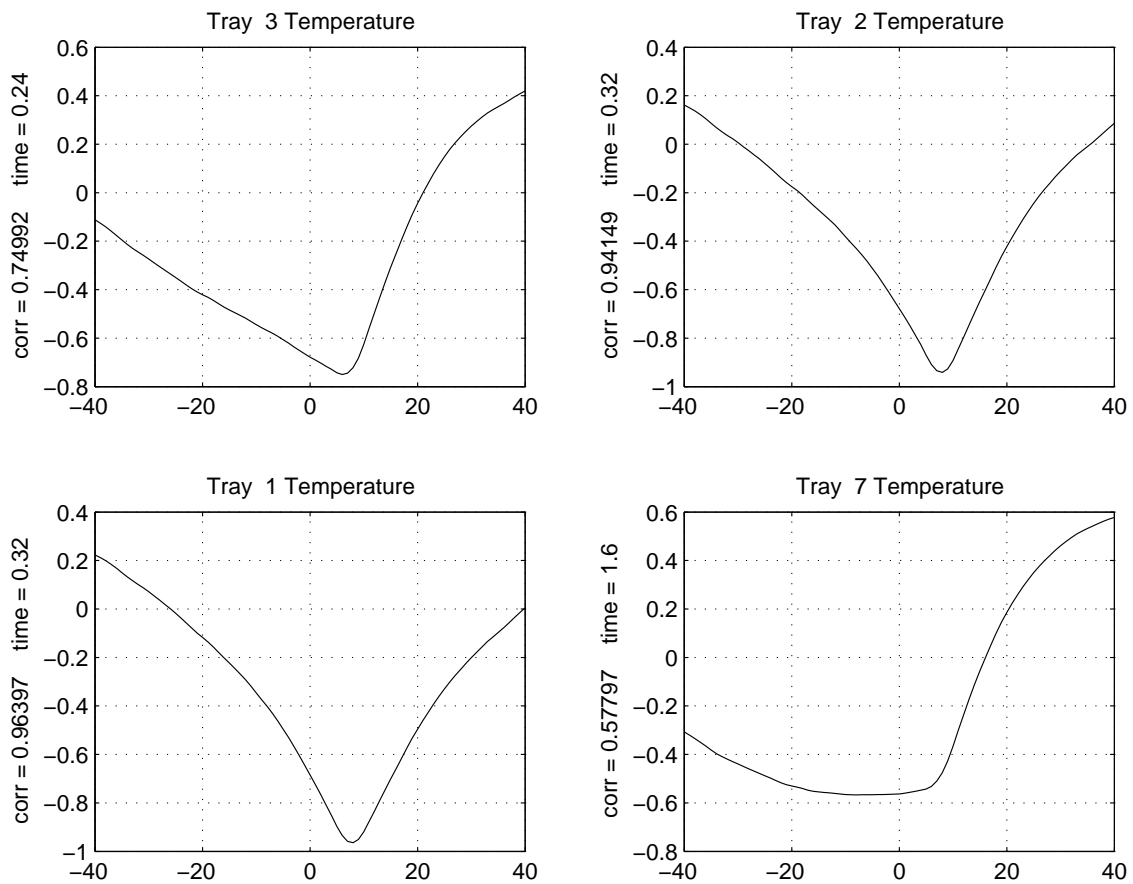 Tray 3 Temperature
corr = 0.74992 time = 0.24
0.6
0.4
0.2
0
−0.2
−0.4
−0.6
−0.8
−40 −20 0 20 40
Tray 2 Temperature
corr = 0.94149 time = 0.32
0.4
0.2
0
−0.2
−0.4
−0.6
−0.8
−1
−40 −20 0 20 40
Tray 1 Temperature
corr = 0.96397 time = 0.32
0.4
0.2
0
−0.2
−0.4
−0.6
−0.8
−1
−40 −20 0 20 40
Tray 7 Temperature
corr = 0.57797 time = 1.6
0.6
0.4
0.2
0
−0.2
−0.4
−0.6
−0.8
−40 −20 0 20 40